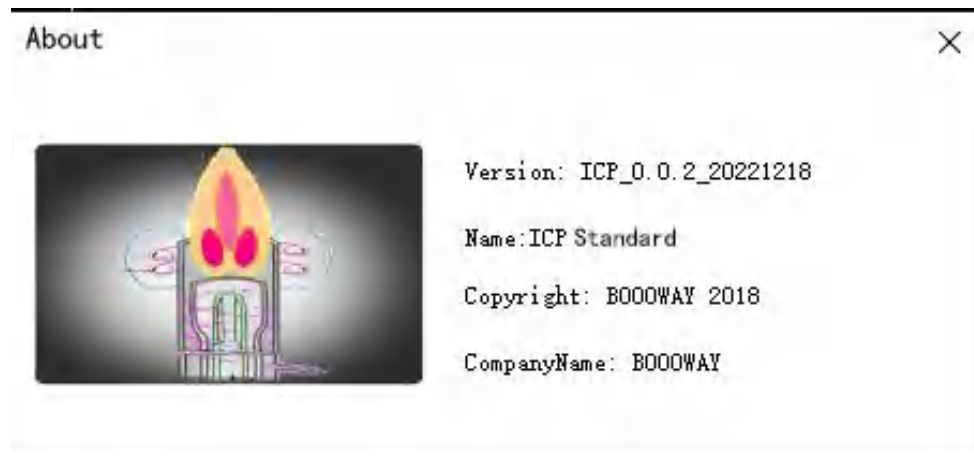 About
Version: ICP_0.0.2_20221218
Name:ICP Standard
Copyright: BOOOWAY 2018
CompanyName: BOOOWAY